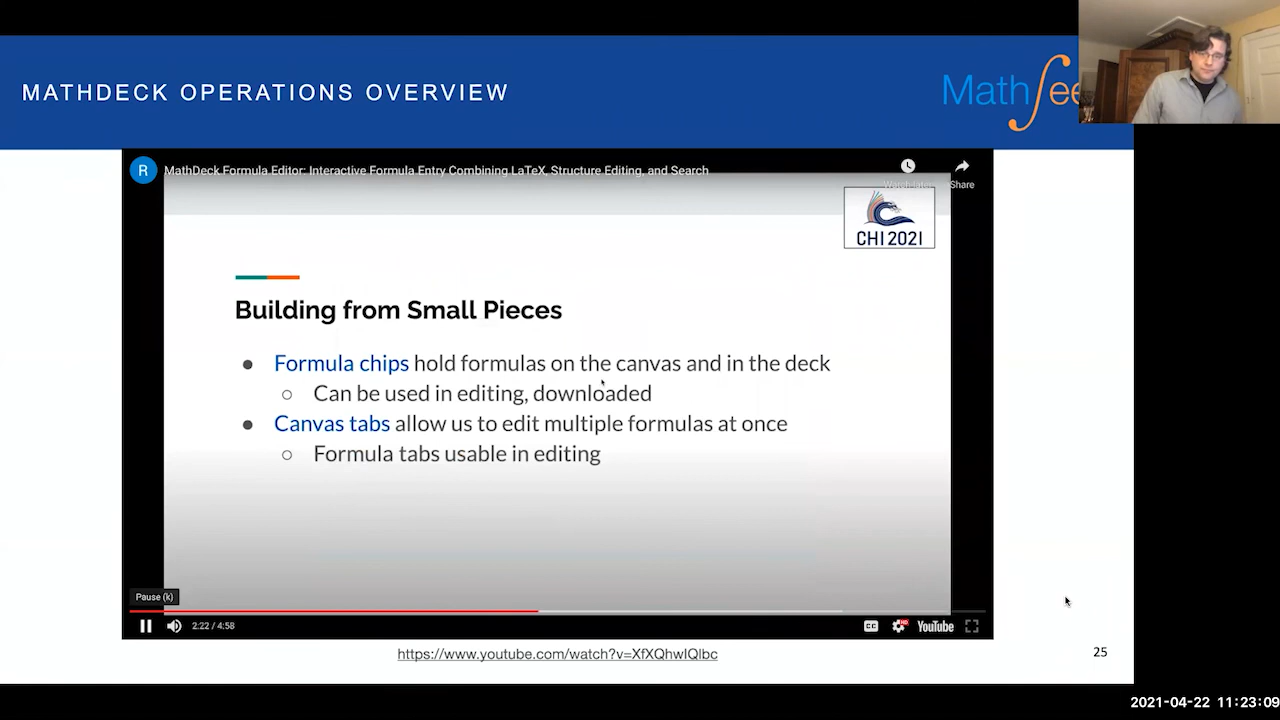 MATHDECK OPERATIONS OVERVIEW
Math see
R
MathDeck Formula Editor: Interactive Formula Entry Combining LaTeX, Structure Editing, and Search
Share
CHI 2021
Building from Small Pieces
● Formula chips hold formulas on the canvas and in the deck
○ Can be used in editing, downloaded
● Canvas tabs allow us to edit multiple formulas at once
○ Formula tabs usable in editing
Pause (k)
2:22 / 4:58
CC
HD
YouTube
https://www.youtube.com/watch?v=XfXQhwIQlbc
25
2021-04-22 11:23:09